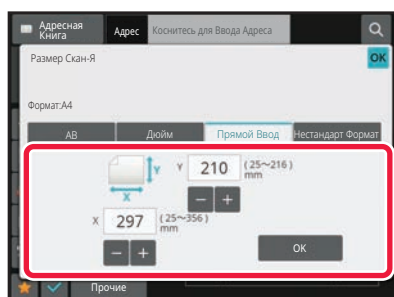 Адресная Книга
Адрес
Коснитесь для Ввода Адреса
Размер Скан-Я
OK
Формат:A4
АВ
Дюйм
Прямой Ввод
Нестандарт Формат
Y
Y 210 (25~216) mm
X
X 297 (25~356) mm
OK
Прочие